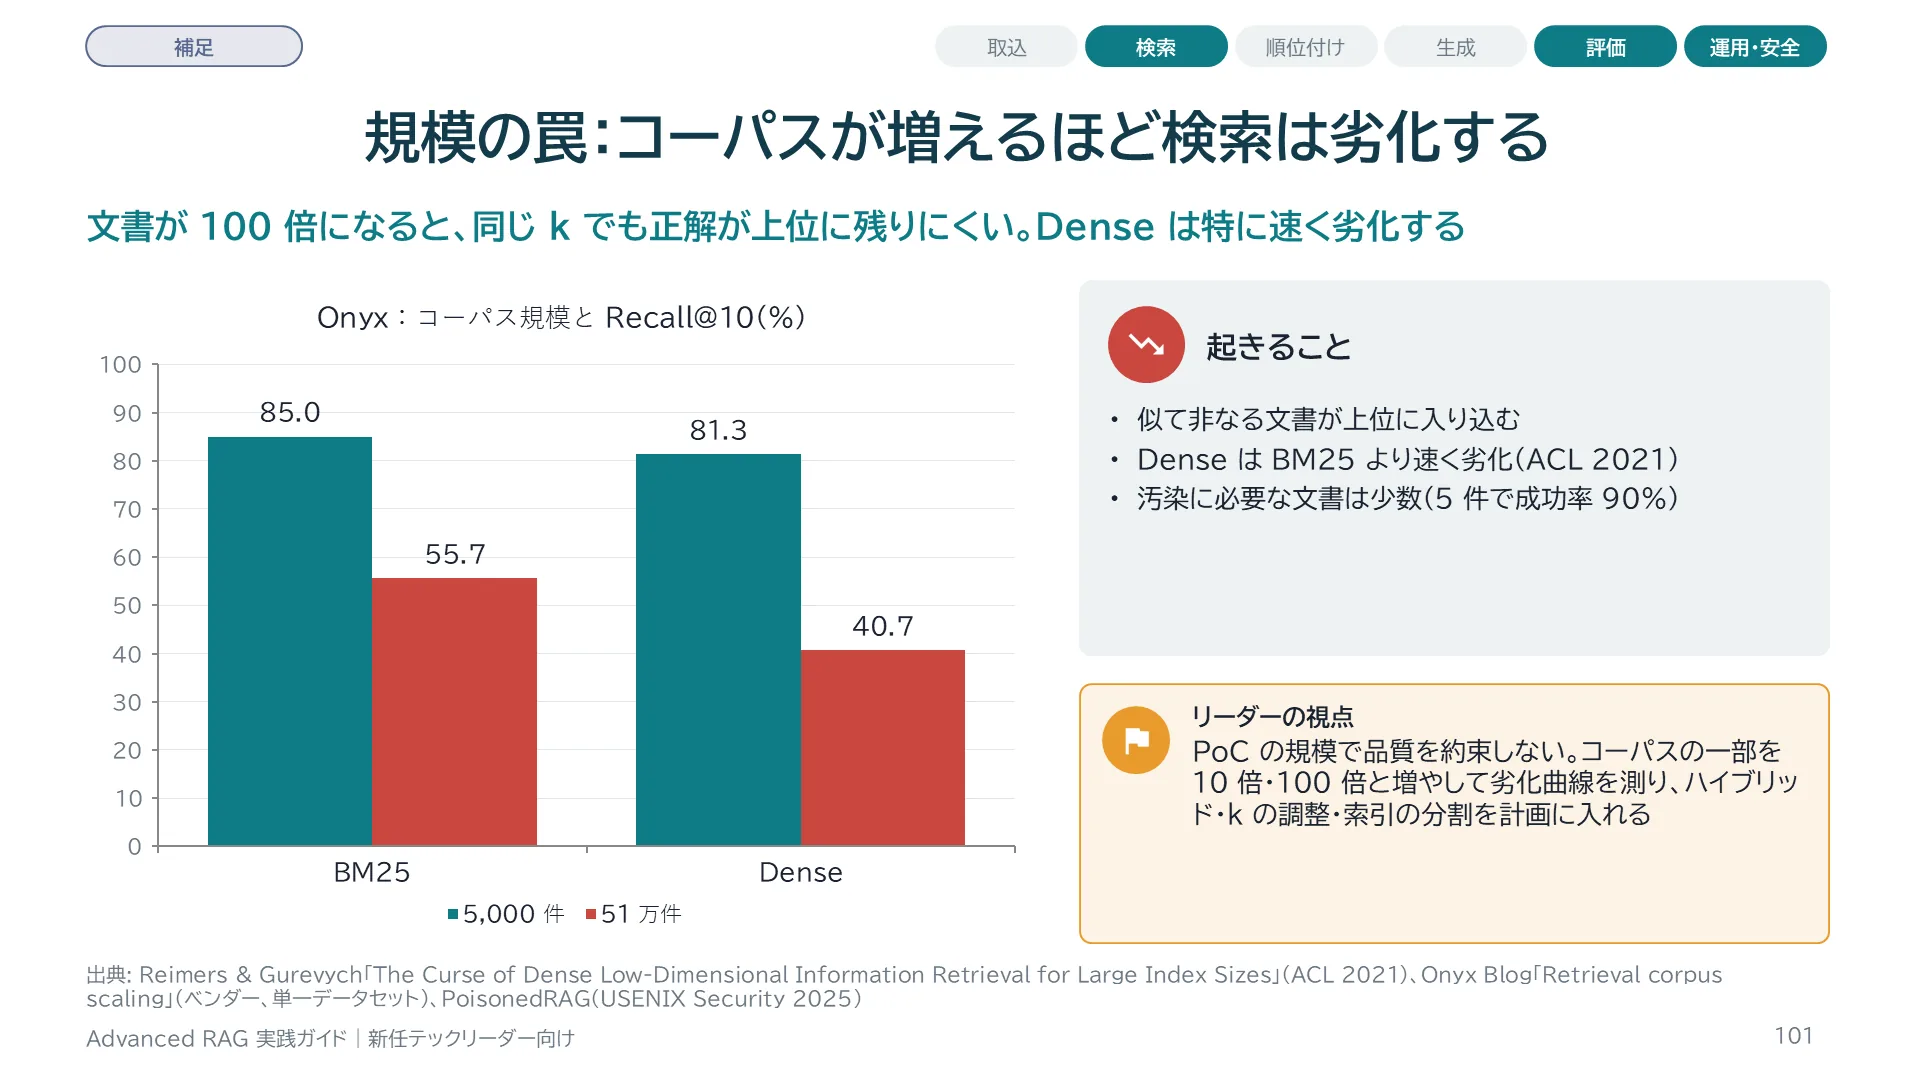 補足
取込
検索
順位付け
生成
評価
運用・安全
規模の罠：コーパスが増えるほど検索は劣化する
文書が 100 倍になると、同じ k でも正解が上位に残りにくい。Dense は特に速く劣化する
Onyx：コーパス規模と Recall@10(%)
100
90
80
70
60
50
40
30
20
10
0
85.0
55.7
81.3
40.7
BM25
Dense
5,000 件
51 万件
起きること
• 似て非なる文書が上位に入り込む
• Dense は BM25 より速く劣化(ACL 2021)
• 汚染に必要な文書は少数(5 件で成功率 90%)
リーダーの視点
PoC の規模で品質を約束しない。コーパスの一部を
10 倍・100 倍と増やして劣化曲線を測り、ハイブリッ
ド・k の調整・索引の分割を計画に入れる
出典: Reimers & Gurevych「The Curse of Dense Low-Dimensional Information Retrieval for Large Index Sizes」(ACL 2021)、Onyx Blog「Retrieval corpus
scaling」(ベンダー、単一データセット)、PoisonedRAG(USENIX Security 2025)
Advanced RAG 実践ガイド｜新任テックリーダー向け
101